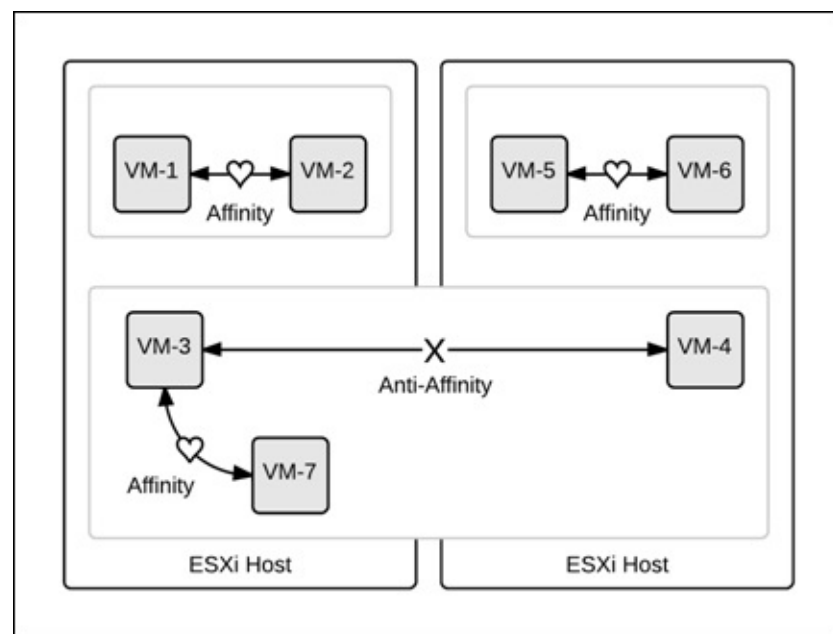 VM-1
VM-2
Affinity
VM-5
VM-6
Affinity
VM-3
VM-4
Anti-Affinity
Affinity
VM-7
ESXi Host
ESXi Host